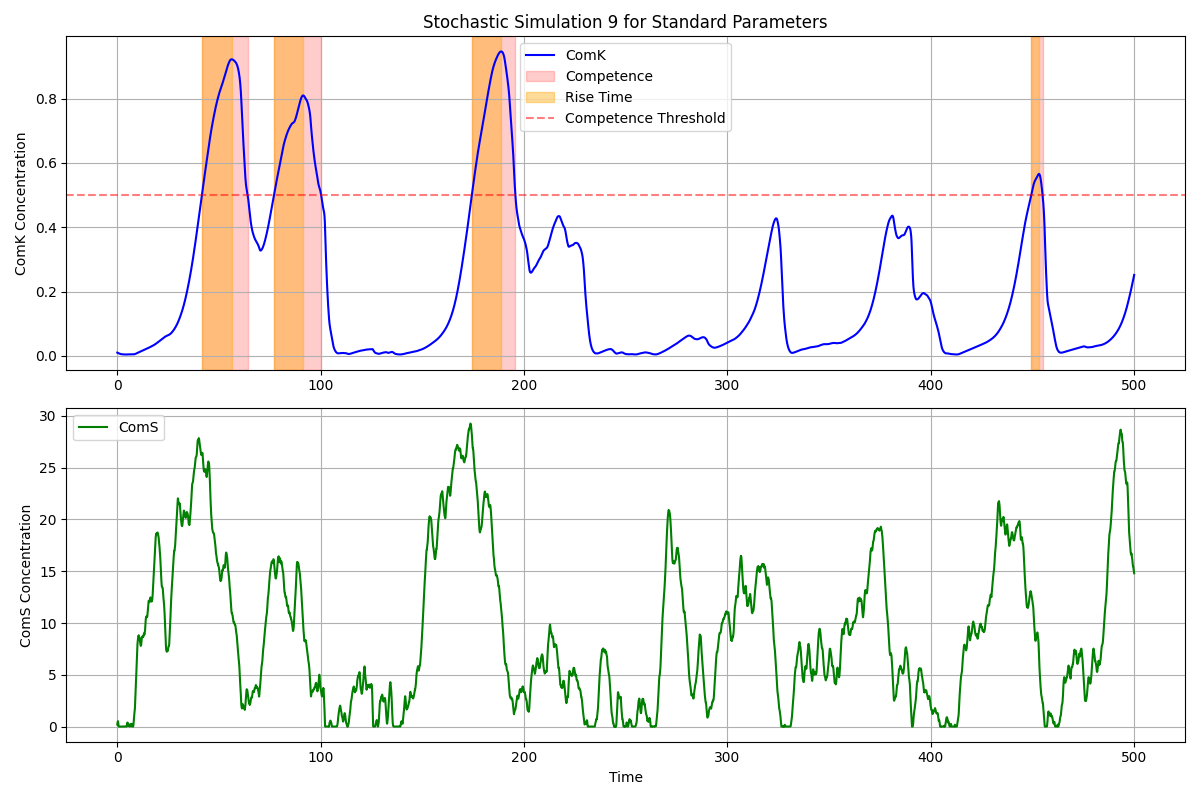 Stochastic Simulation 9 for Standard Parameters
ComK Concentration
0.8
0.6
0.4
0.2
0.0
ComK
Competence
Rise Time
Competence Threshold
0 100 200 300 400 500
ComS Concentration
30
25
20
15
10
5
0
ComS
0 100 200 300 400 500
Time